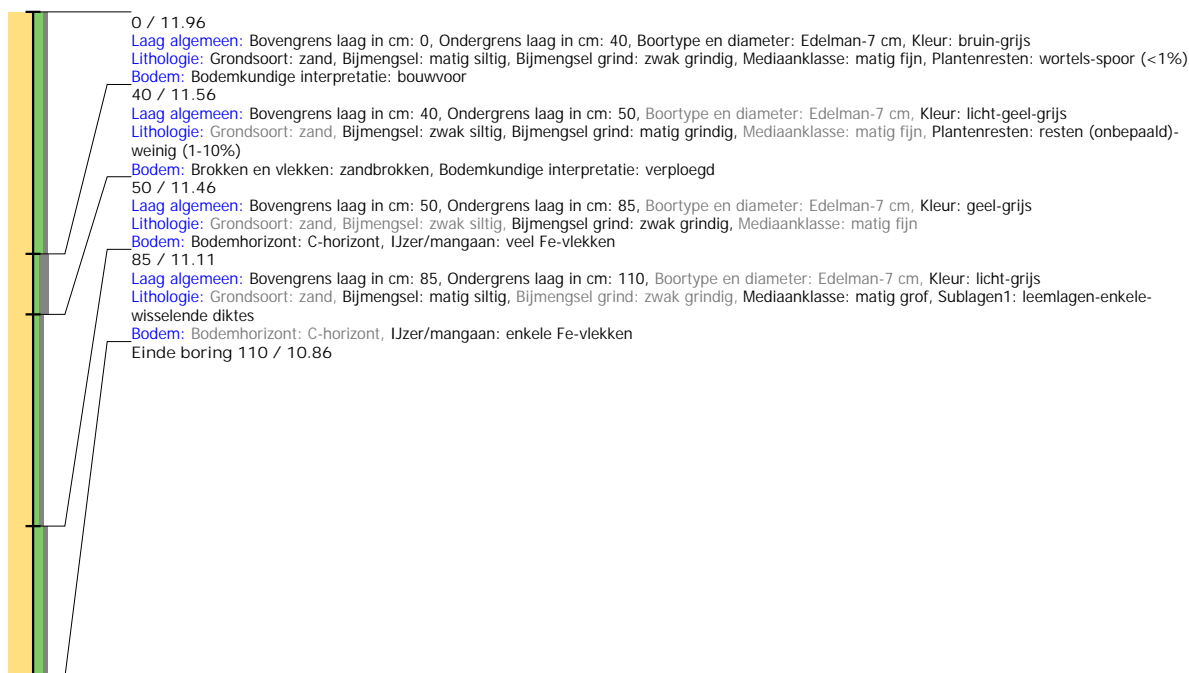 0 / 11.96
Laag algemeen: Bovengrens laag in cm: 0, Ondergrens laag in cm: 40, Boortype en diameter: Edelman-7 cm, Kleur: bruin-grijs
Lithologie: Grondsoort: zand, Bijmengsel: matig siltig, Bijmengsel grind: zwak grindig, Mediaanklasse: matig fijn, Plantenresten: wortels-spoor (<1%)
Bodem: Bodemkundige interpretatie: bouwvoor
40 / 11.56
Laag algemeen: Bovengrens laag in cm: 40, Ondergrens laag in cm: 50, Boortype en diameter: Edelman-7 cm, Kleur: licht-geel-grijs
Lithologie: Grondsoort: zand, Bijmengsel: zwak siltig, Bijmengsel grind: matig grindig, Mediaanklasse: matig fijn, Plantenresten: resten (onbepaald)-
weinig (1-10%)
Bodem: Brokken en vlekken: zandbrokken, Bodemkundige interpretatie: verploegd
50 / 11.46
Laag algemeen: Bovengrens laag in cm: 50, Ondergrens laag in cm: 85, Boortype en diameter: Edelman-7 cm, Kleur: geel-grijs
Lithologie: Grondsoort: zand, Bijmengsel: zwak siltig, Bijmengsel grind: zwak grindig, Mediaanklasse: matig fijn
Bodem: Bodemhorizont: C-horizont, IJzer/mangaan: veel Fe-vlekken
85 / 11.11
Laag algemeen: Bovengrens laag in cm: 85, Ondergrens laag in cm: 110, Boortype en diameter: Edelman-7 cm, Kleur: licht-grijs
Lithologie: Grondsoort: zand, Bijmengsel: matig siltig, Bijmengsel grind: zwak grindig, Mediaanklasse: matig grof, Sublagen1: leemlagen-enkele-
wisselende diktes
Bodem: Bodemhorizont: C-horizont, IJzer/mangaan: enkele Fe-vlekken
Einde boring 110 / 10.86